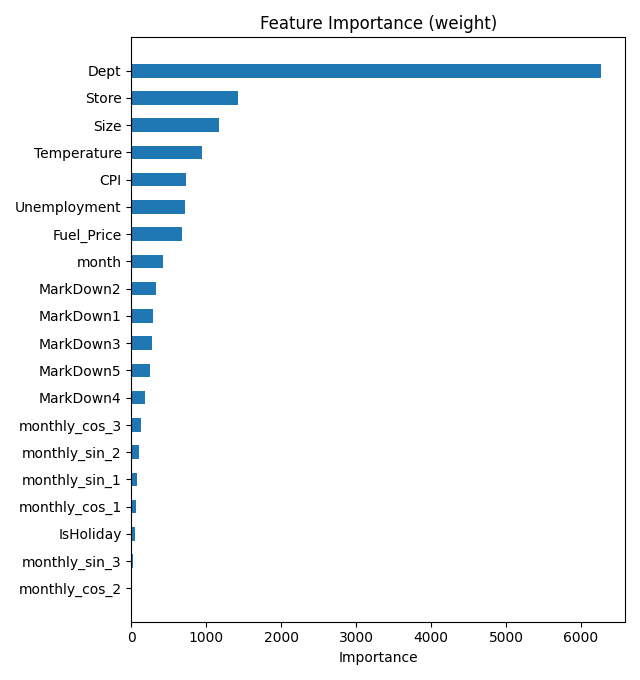 Feature Importance (weight)
Dept
Store
Size
Temperature
CPI
Unemployment
Fuel_Price
month
MarkDown2
MarkDown1
MarkDown3
MarkDown5
MarkDown4
monthly_cos_3
monthly_sin_2
monthly_sin_1
monthly_cos_1
IsHoliday
monthly_sin_3
monthly_cos_2
0 1000 2000 3000 4000 5000 6000
Importance